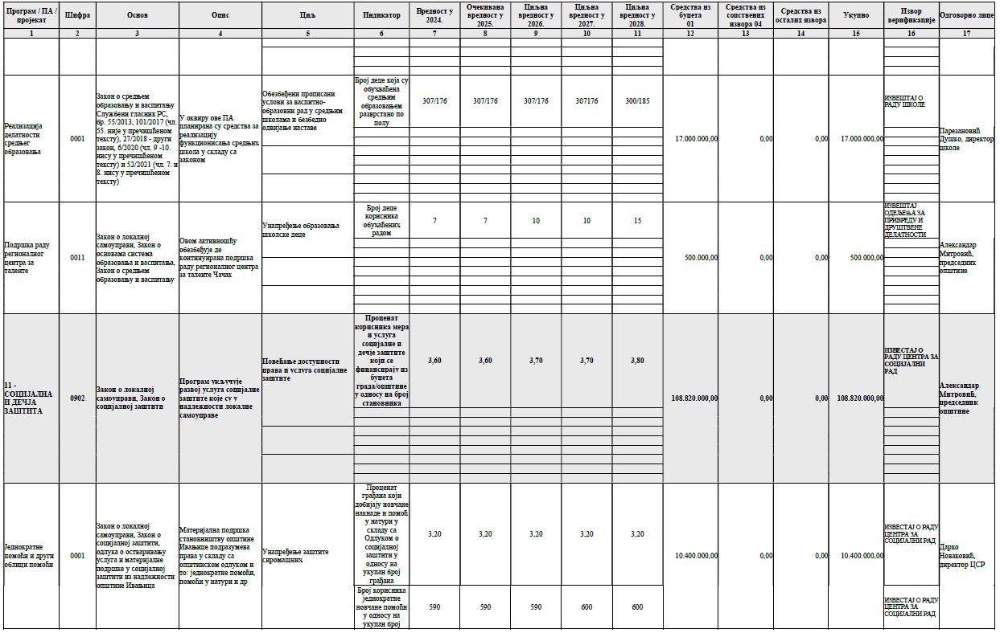 Програм / ПА /
пројекат
Шифра
Основ
Опис
Циљ
Индикатор
Вредност у
2024.
Очекивана
вредност у
2025.
Циљна
вредност у
2026.
Циљна
вредност у
2027.
Циљна
вредност у
2028.
Средства из
буџета
01
Средства из
сопствених
извора 04
Средства из
осталих извора
Укупно
Извор
верификације
Одговорно лице
1 2 3 4 5 6 7 8 9 10 11 12 13 14 15 16 17
Реализација
делатности
средњег
образовања
0001
Закон о средњем
образовању и васпитању
Службени гласник РС,
бр. 55/2013, 101/2017 (чл.
55. није у пречишћеном
тексту), 27/2018 - други
закон, 6/2020 (чл. 9 -10.
нису у пречишћеном
тексту) и 52/2021 (чл. 7. и
8. нису у пречишћеном
тексту)
У оквиру ове ПА
планирана су средства за
реализацију
функционисања средњих
школа у складу са
законом
Обезбеђени прописани
услови за васпитно-
образовни рад у средњим
школама и безбедно
одвијање наставе
Број деце која су
обухваћена
средњим
образовањем
разврстано по
полу
307/176 307/176 307/176 307176 300/185
17.000.000,00 0,00 0,00 17.000.000,00
ИЗВЕШТАЈ О
РАДУ ШКОЛЕ
Парезановић
Душко, директор
школе
Подршка раду
регионалног
центра за
таленте
0011
Закон о локалној
самоуправи, Закон о
основама система
образовања и васпитања,
Закон о средњем
образовању и васпитању
Овом активношћу
обезбеђује де
континуирана подршка
раду регионалног центра
за таленте Чачак
Унапређење образовања
школске деце
Број деце
корисника
обухаћених
радом
7 7 10 10 15
500.000,00 0,00 0,00 500.000,00
ИЗВЕШТАЈ
ОДЕЉЕЊА ЗА
ПРИВРЕДУ И
ДРУШТВЕНЕ
ДЕЛАТНОСТИ
Александар
Митровић,
председник
општине
11 -
СОЦИЈАЛНА
И ДЕЧЈА
ЗАШТИТА
0902
Закон о локалној
самоуправи, Закон о
социјалној заштити
Програм укључује
развој услуга социјалне
заштите које су у
надлежности локалне
самоуправе
Повећање доступности
права и услуга социјалне
заштите
Проценат
корисника мера
и услуга
социјалне и
дечје заштите
који се
финансирају из
буџета
града/општине
у односу на број
становника
3,60 3,60 3,70 3,70 3,80
108.820.000,00 0,00 0,00 108.820.000,00
ИЗВЕСТАЈ О
РАДУ ЦЕНТРА ЗА
СОЦИЈАЛНИ
РАД
Александар
Митровић,
председник
општине
Једнократне
помоћи и други
облици помоћи
0001
Закон о локалној
самоуправи, Закон о
социјалној заштити,
одлука о остваривању
услуга и материјалне
подршке у социјалној
заштити из надлежности
општине Ивањица
Материјална подршка
становништву општине
Ивањице подразумева
права у складу са
општинском одлуком и
то: једнократне помоћи,
помоћи у натури и др
Унапређење заштите
сиромашних
Проценат
грађана који
добијају новчане
накнаде и помоћ
у натури у
складу са
Одлуком о
социјалној
заштити у
односу на
укупан број
грађана
3,20 3,20 3,20 3,20 3,20
10.400.000,00 0,00 0,00 10.400.000,00
ИЗВЕСТАЈ О РАДУ
ЦЕНТРА ЗА
СОЦИЈАЛНИ РАД
Дарко
Новаковић,
директор ЦСР
Број корисника
једнократне
новчане помоћи
у односу на
укупан број
590 590 590 600 600
ИЗВЕСТАЈ О РАДУ
ЦЕНТРА ЗА
СОЦИЈАЛНИ РАД